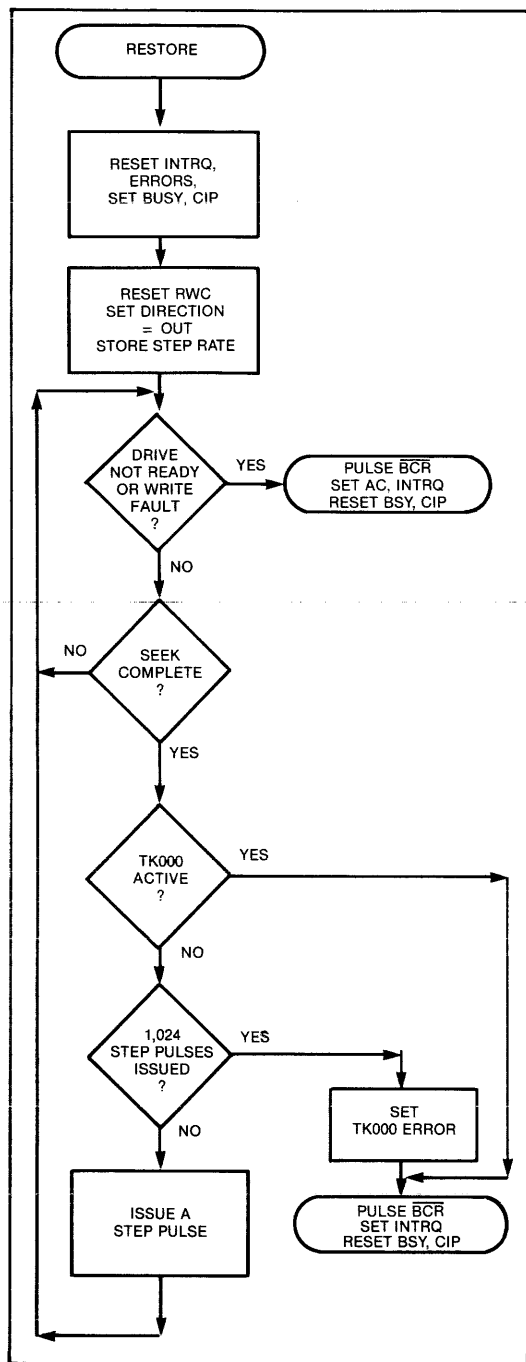 RESTORE
RESET INTRQ,
ERRORS,
SET BUSY, CIP
RESET RWC
SET DIRECTION
= OUT
STORE STEP RATE
DRIVE
NOT READY
OR WRITE
FAULT
?
YES
PULSE BCR
SET AC, INTRQ
RESET BSY, CIP
NO
NO
SEEK
COMPLETE
?
YES
TK000
ACTIVE
?
YES
NO
1,024
STEP PULSES
ISSUED
?
YES
SET
TK000 ERROR
NO
ISSUE A
STEP PULSE
PULSE BCR
SET INTRQ
RESET BSY, CIP